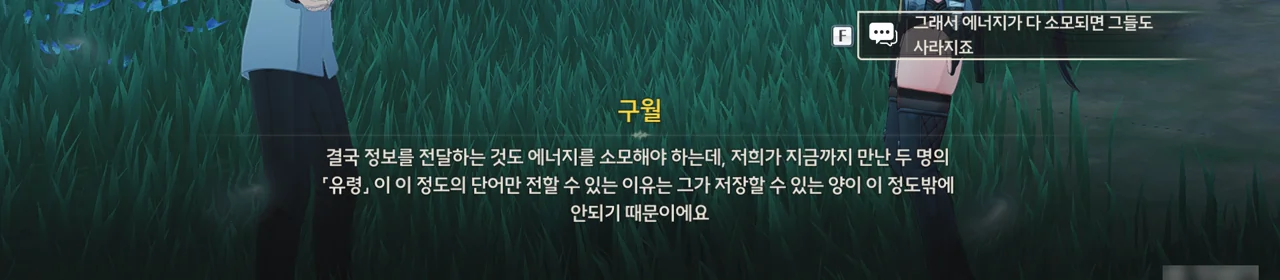 그래서 에너지가 다 소모되면 그들도
사라지죠
F
구월
결국 정보를 전달하는 것도 에너지를 소모해야 하는데, 저희가 지금까지 만난 두 명의
「유령」 이 이 정도의 단어만 전할 수 있는 이유는 그가 저장할 수 있는 양이 이 정도밖에
안되기 때문이에요